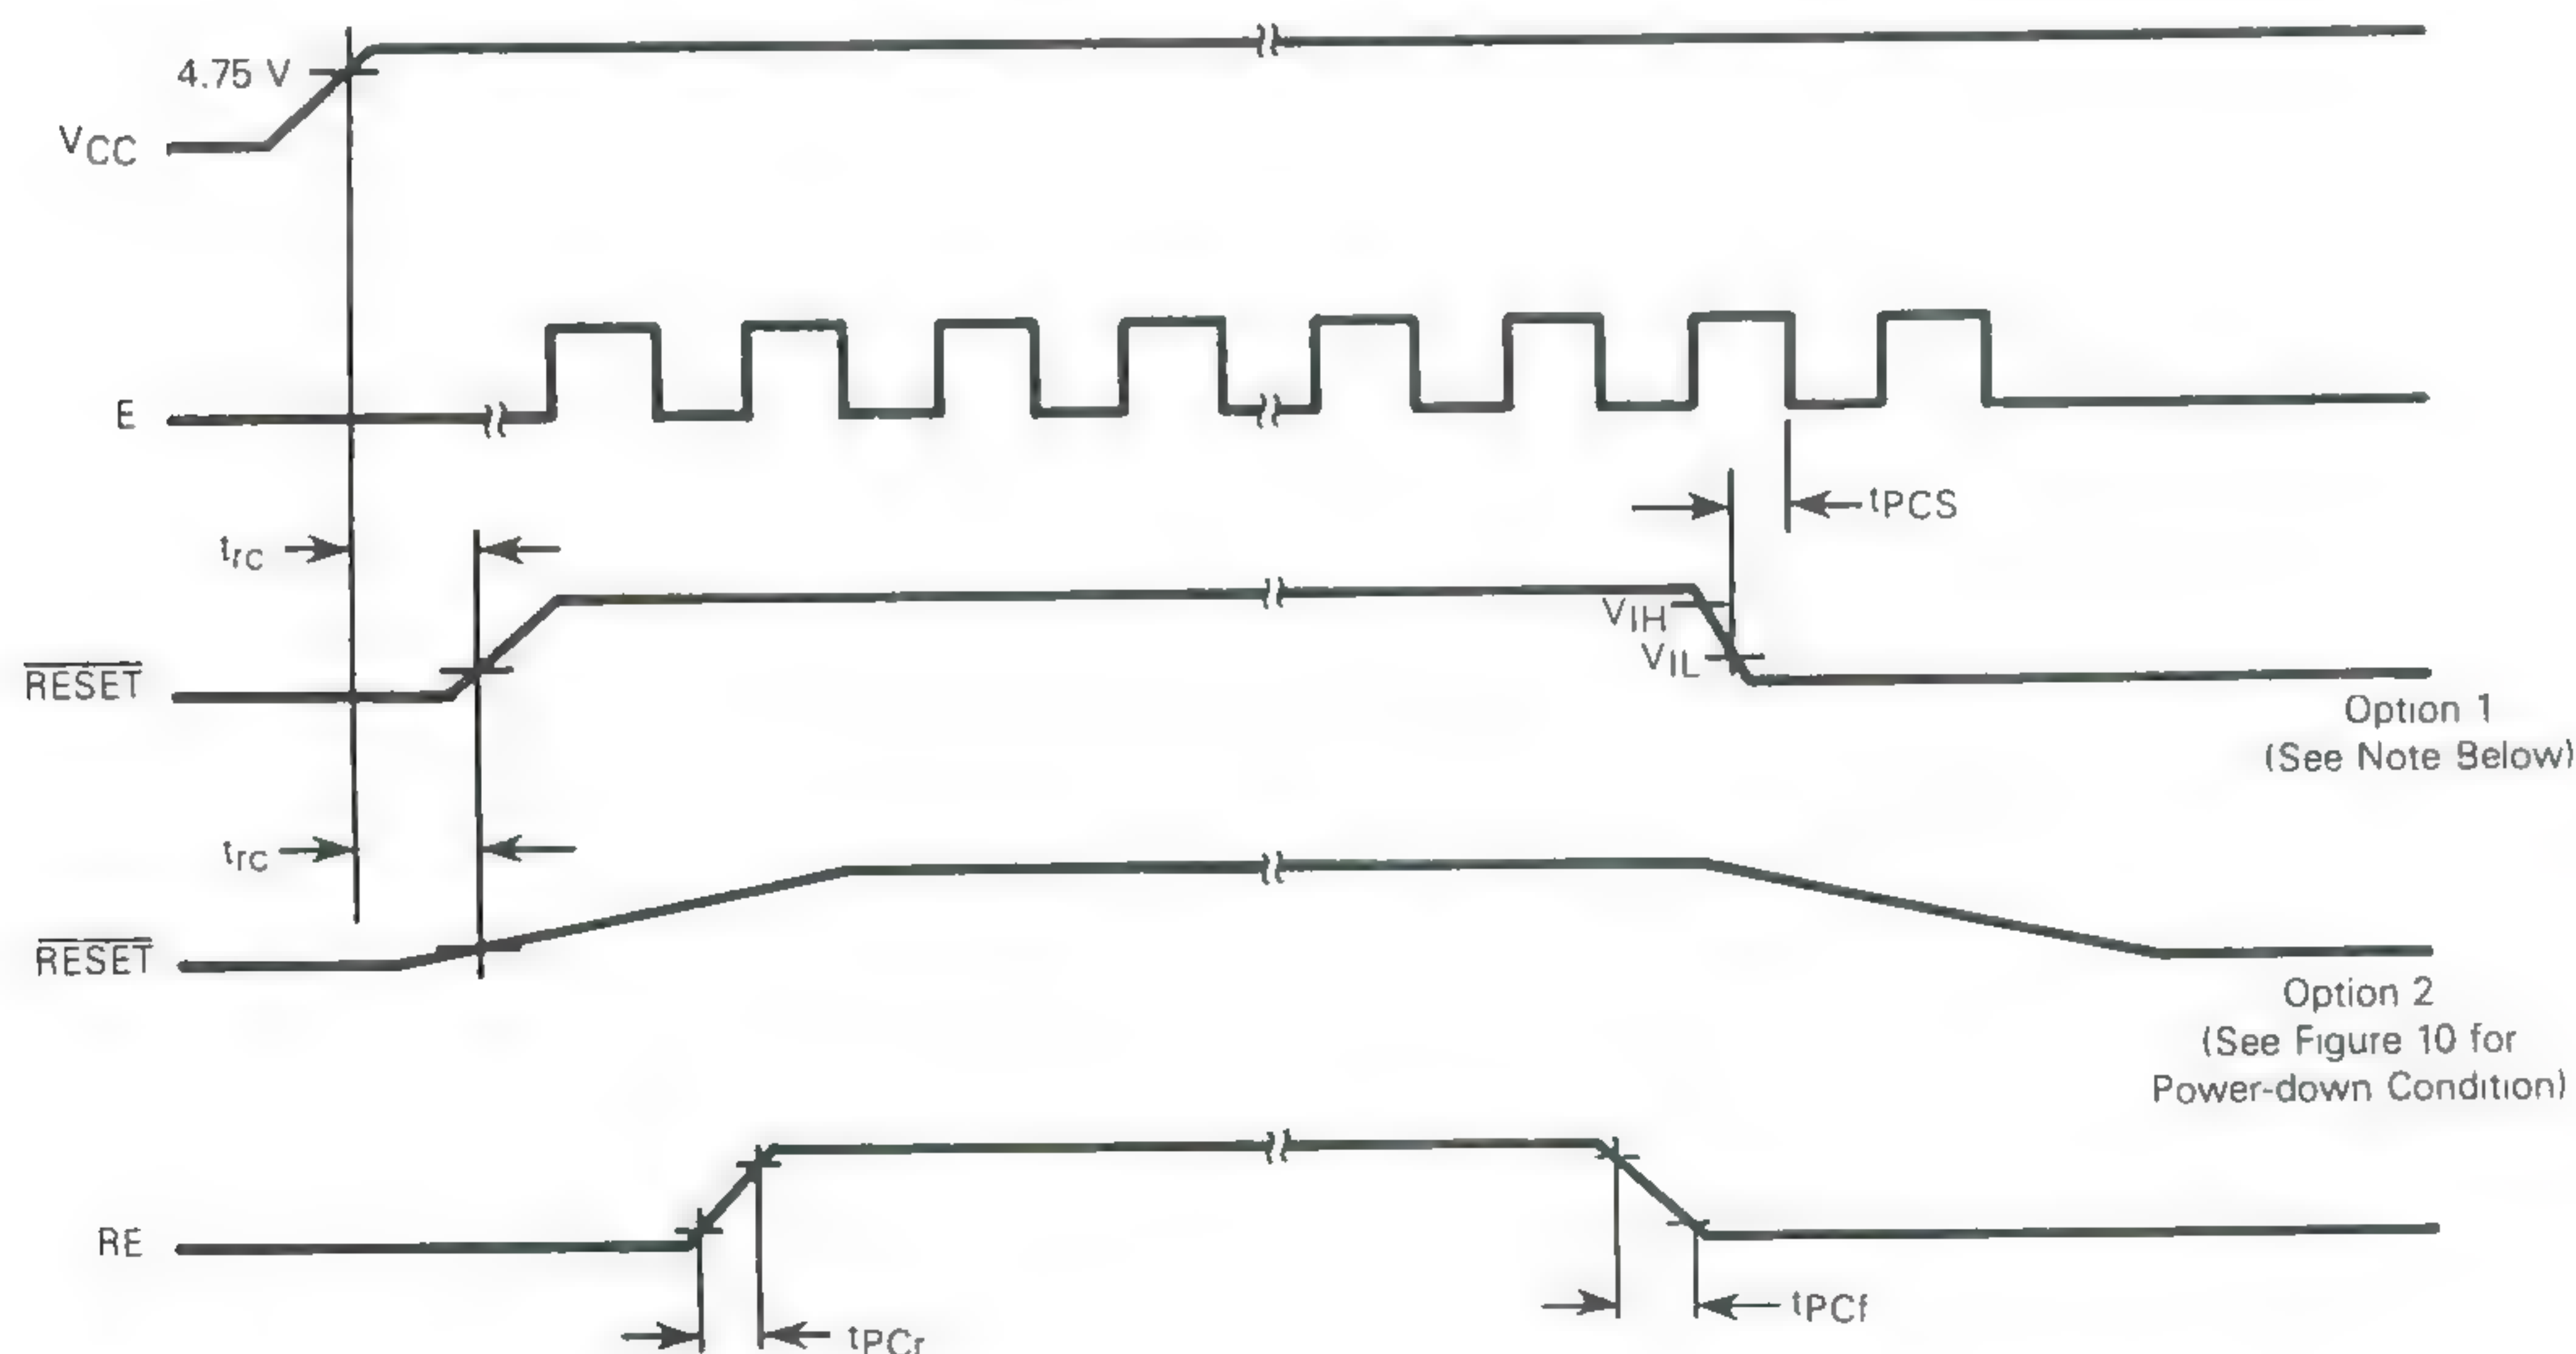 4.75 V
VCC
E
tPCS
trc
VIH
VIL
RESET
Option 1
(See Note Below)
trc
RESET
Option 2
(See Figure 10 for
Power-down Condition)
RE
tPCf
tPCr